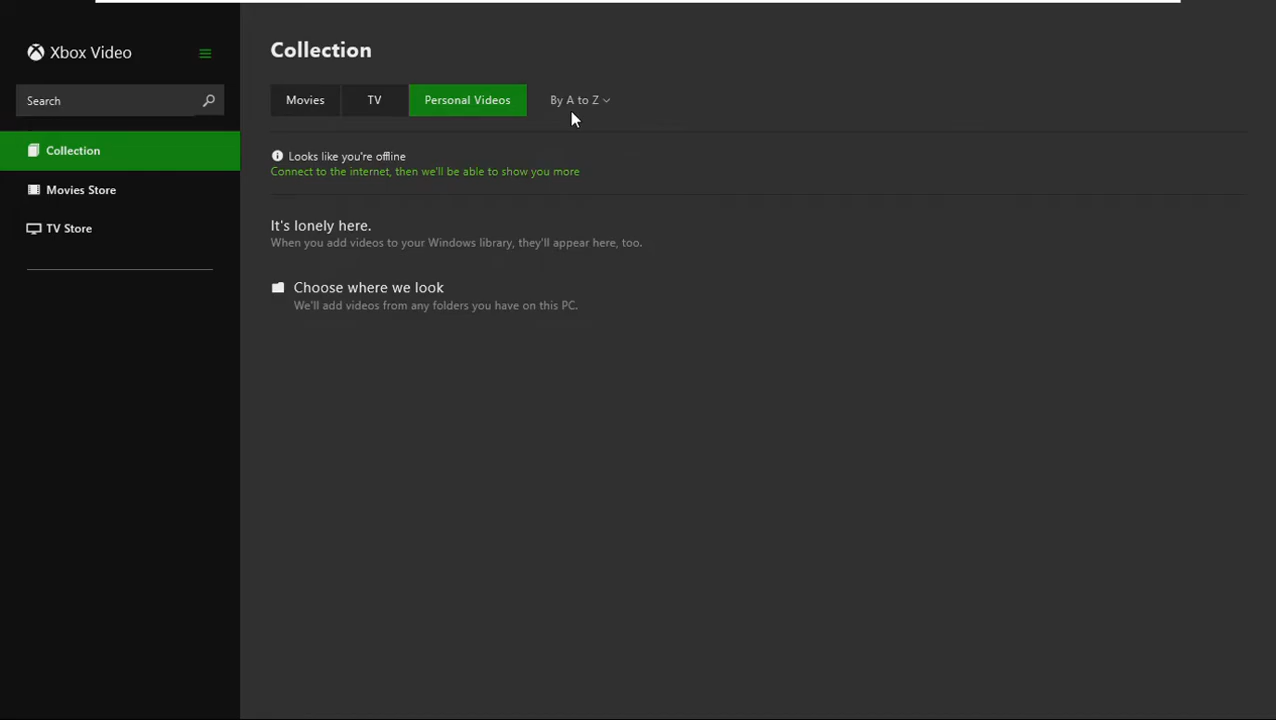 Xbox Video
Search
Collection
Movies Store
TV Store
Collection
Movies TV Personal Videos By A to Z
Looks like you're offline
Connect to the internet, then we'll be able to show you more
It's lonely here.
When you add videos to your Windows library, they'll appear here, too.
Choose where we look
We'll add videos from any folders you have on this PC.